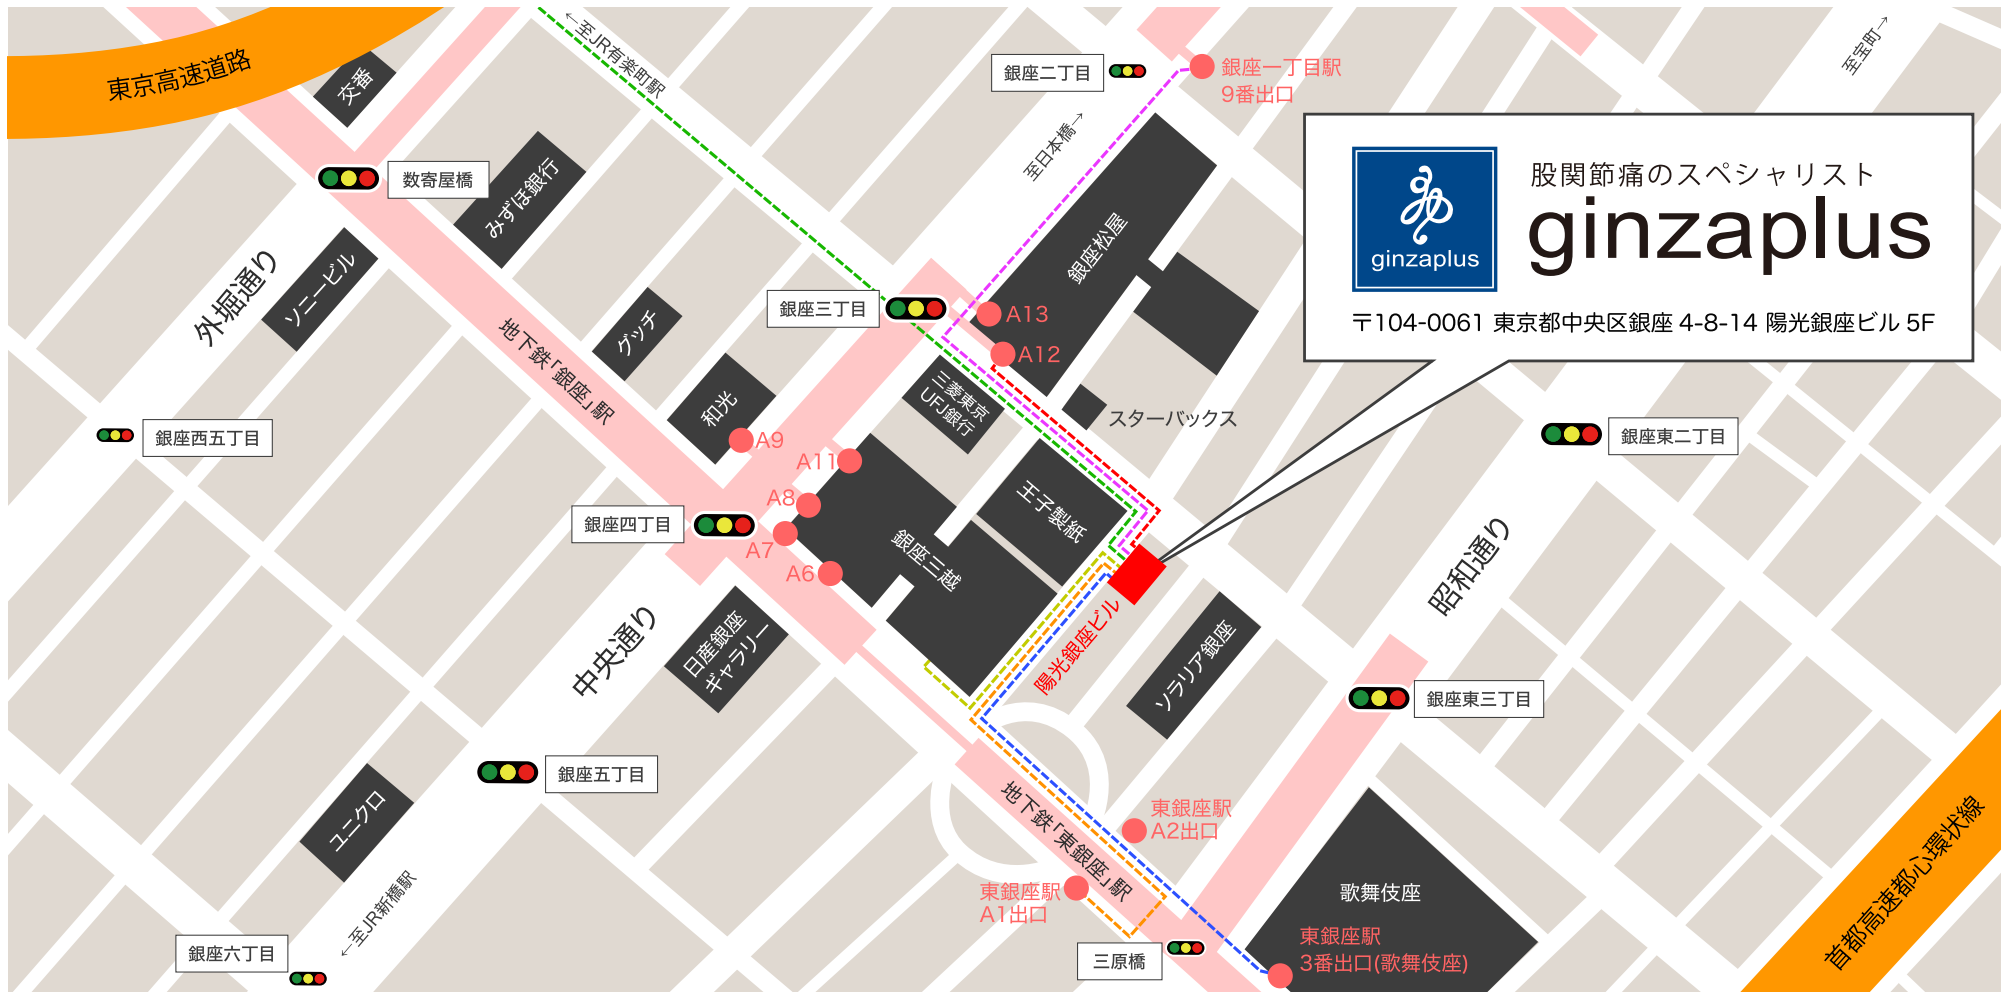 東京高速道路
交番
←至JR有楽町駅
銀座二丁目
銀座一丁目駅
9番出口
至宝町→
至日本橋→
数寄屋橋
みずほ銀行
外堀通り
ソニービル
銀座三丁目
銀座松屋
A13
A12
股関節痛のスペシャリスト
ginzaplus
ginzaplus
〒104-0061 東京都中央区銀座 4-8-14 陽光銀座ビル 5F
地下鉄「銀座」駅
グッチ
和光
三菱東京
UFJ銀行
スターバックス
銀座西五丁目
A9
A11
A8
A7
A6
銀座四丁目
銀座三越
王子製紙
銀座東二丁目
昭和通り
中央通り
日産銀座
ギャラリー
陽光銀座ビル
ソラリア銀座
銀座東三丁目
銀座五丁目
ユニクロ
地下鉄「東銀座」駅
東銀座駅
A2出口
東銀座駅
A1出口
歌舞伎座
東銀座駅
3番出口(歌舞伎座)
首都高速都心環状線
←至JR新橋駅
銀座六丁目
三原橋